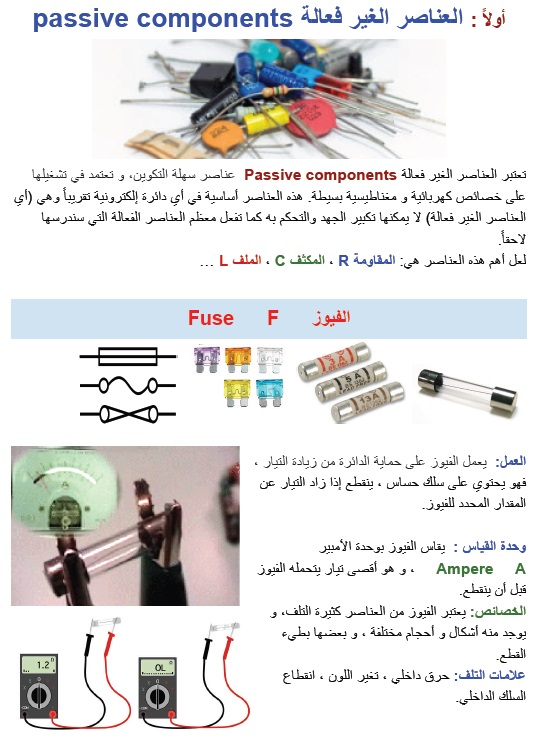 أولاً : العناصر الغير فعالة passive components
تعتبر العناصر الغير فعالة Passive components عناصر سهلة التكوين، و تعتمد في تشغيلها
على خصائص كهربائية و مغناطيسية بسيطة. هذه العناصر أساسية في أي دائرة إلكترونية تقريباً وهي (أي
العناصر الغير فعالة) لا يمكنها تكبير الجهد والتحكم به كما تفعل معظم العناصر الفعالة التي سندرسها
لاحقاً.
لعل أهم هذه العناصر هي: المقاومة R ، المكثف C ، الملف L ...
الفيوز F Fuse
3A
5A
13A
العمل: يعمل الفيوز على حماية الدائرة من زيادة التيار ،
فهو يحتوي على سلك حساس ، ينقطع إذا زاد التيار عن
المقدار المحدد للفيوز.
وحدة القياس : يقاس الفيوز بوحدة الأمبير
Ampere A ، و هو أقصى تيار يتحمله الفيوز
قبل أن ينقطع.
الخصائص: يعتبر الفيوز من العناصر كثيرة التلف، و
يوجد منه أشكال و أحجام مختلفة ، و بعضها بطيء
القطع.
علامات التلف: حرق داخلي ، تغير اللون ، انقطاع
السلك الداخلي.
1.2 Ω
OL Ω